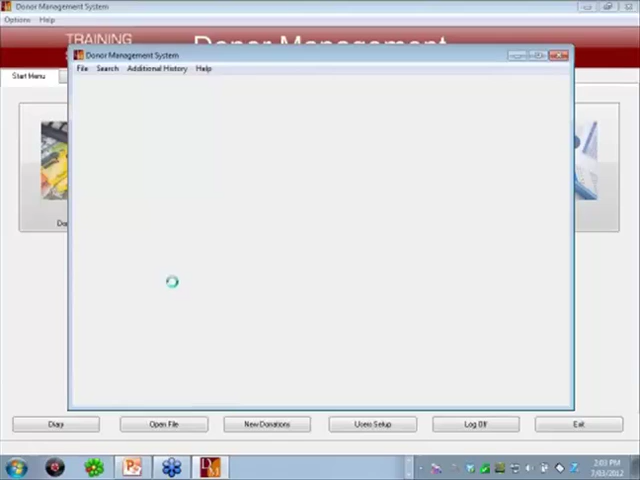 Donor Management System
Options Help
TRAINING
Donor Management
Start Menu
Donor Management System
File Search Additional History Help
Diary
Open File
New Donations
Users Setup
Log Off
Exit
2:03 PM